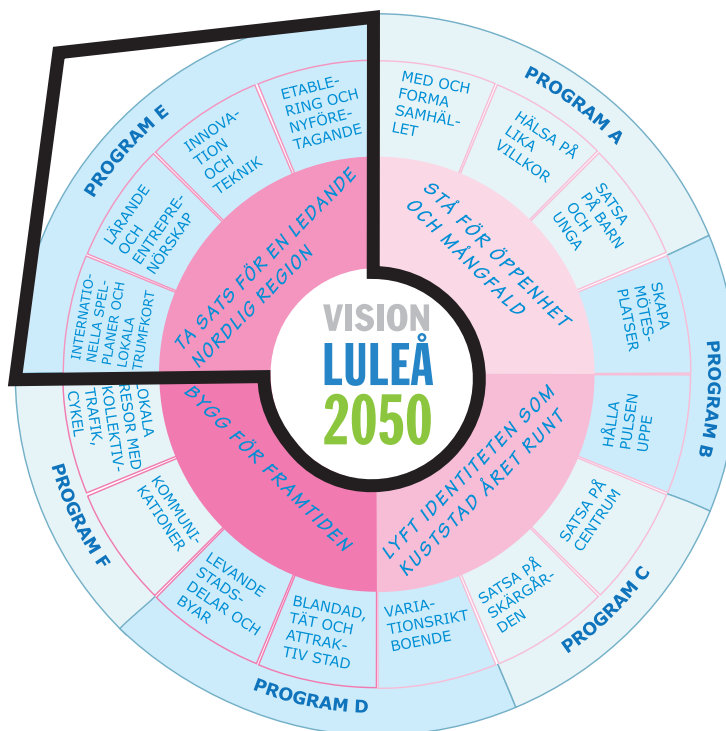 VISION
LULEÅ
2050
STÅ FÖR ÖPPENHET
OCH MÅNGFALD
LYFT IDENTITETEN SOM
KUSTSTAD ÅRET RUNT
BYGG FÖR FRAMTIDEN
TA SATS FÖR EN LEDANDE
NORDLIG REGION
PROGRAM A
MED OCH
FORMA
SAMHÄL-
LET
HÄLSA PÅ
LIKA
VILLKOR
SATSA
PÅ BARN
OCH
UNGA
PROGRAM B
SKAPA
MÖTES-
PLATSER
HÅLLA
PULSEN
UPPE
PROGRAM C
SATSA PÅ
CENTRUM
SATSA PÅ
SKÄRGÅR-
DEN
PROGRAM D
VARIA-
TIONSRIKT
BOENDE
BLANDAD,
TÄT OCH
ATTRAK-
TIV STAD
LEVANDE
STADS-
DELAR OCH
BYAR
PROGRAM F
KOMMUNI-
KATIONER
LOKALA
RESOR MED
KOLLEKTIV-
TRAFIK,
CYKEL
PROGRAM E
INTERNATIO-
NELLA SPEL-
PLANER OCH
LOKALA
TRUMFKORT
LÄRANDE
OCH
ENTREPRE-
NÖRSKAP
INNOVA-
TION
OCH
TEKNIK
ETABLE-
RING OCH
NYFÖRE-
TAGANDE